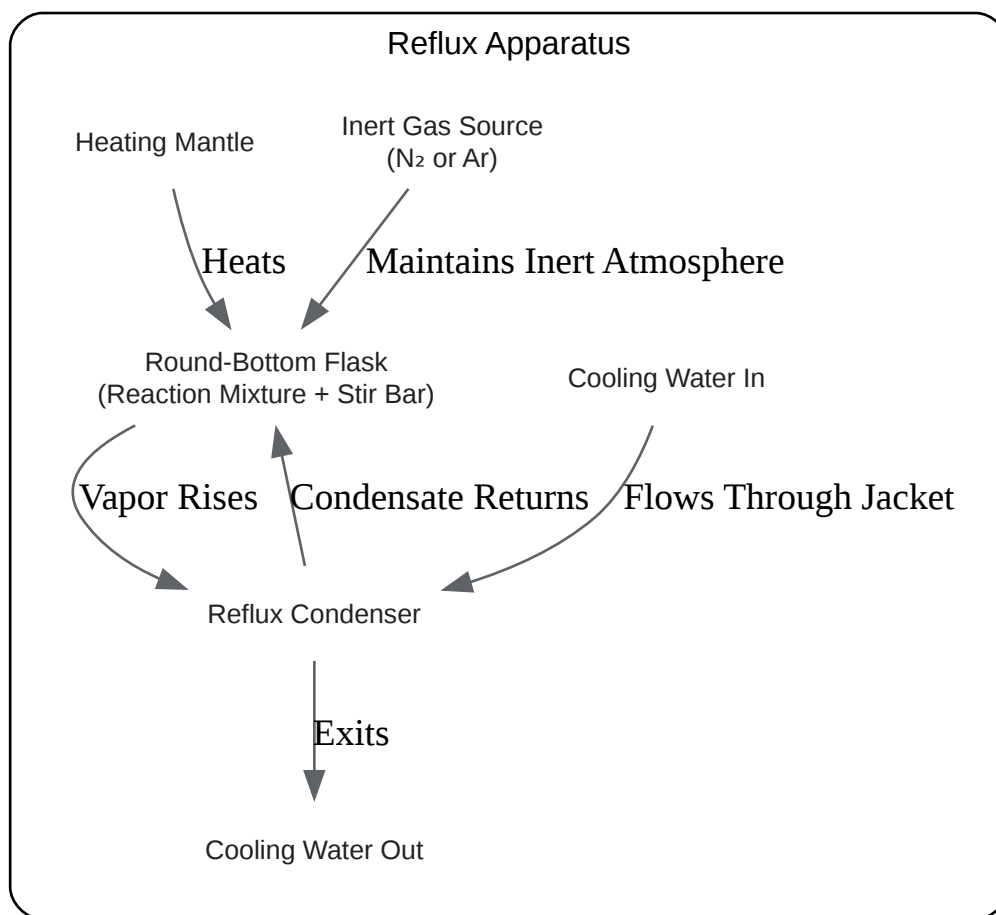 Reflux Apparatus
Heating Mantle
Inert Gas Source
(N₂ or Ar)
Heats
Maintains Inert Atmosphere
Round-Bottom Flask
(Reaction Mixture + Stir Bar)
Cooling Water In
Vapor Rises
Condensate Returns
Flows Through Jacket
Reflux Condenser
Exits
Cooling Water Out